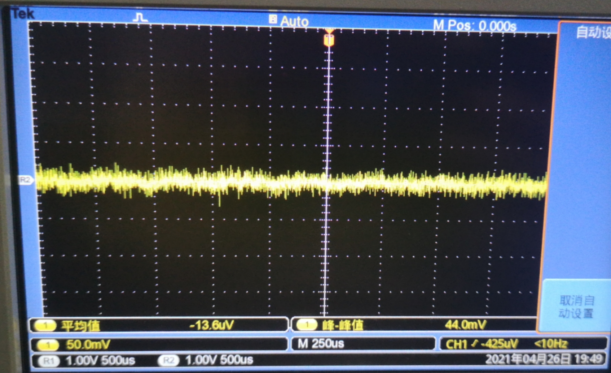 Tek
Auto
M Pos: 0.000s
自动设
R2
取消自
动设置
1 平均值 -13.6uV
1 峰-峰值 44.0mV
1 50.0mV
M 250us
CH1 -425uV <10Hz
R1 1.00V 500us
R2 1.00V 500us
2021年04月26日 19:49